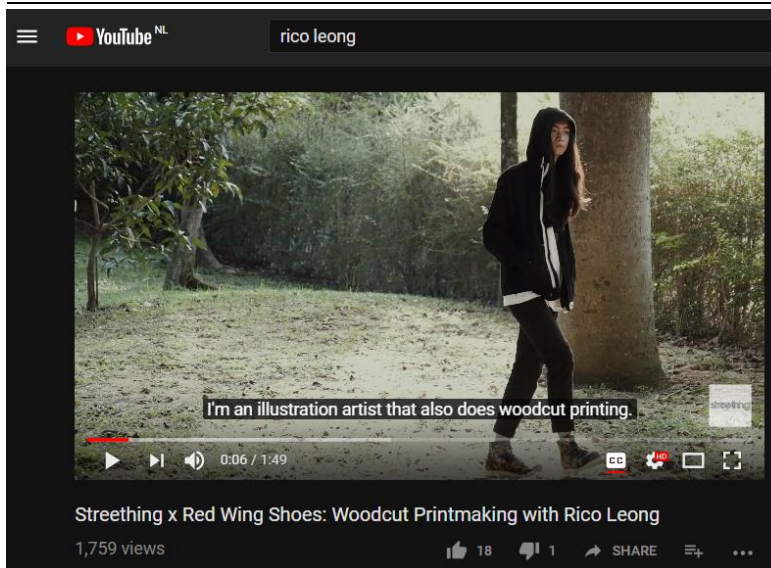 YouTube NL
rico leong
I'm an illustration artist that also does woodcut printing.
streething
0:06 / 1:49
CC
HD
Streething x Red Wing Shoes: Woodcut Printmaking with Rico Leong
1,759 views
18
1
SHARE